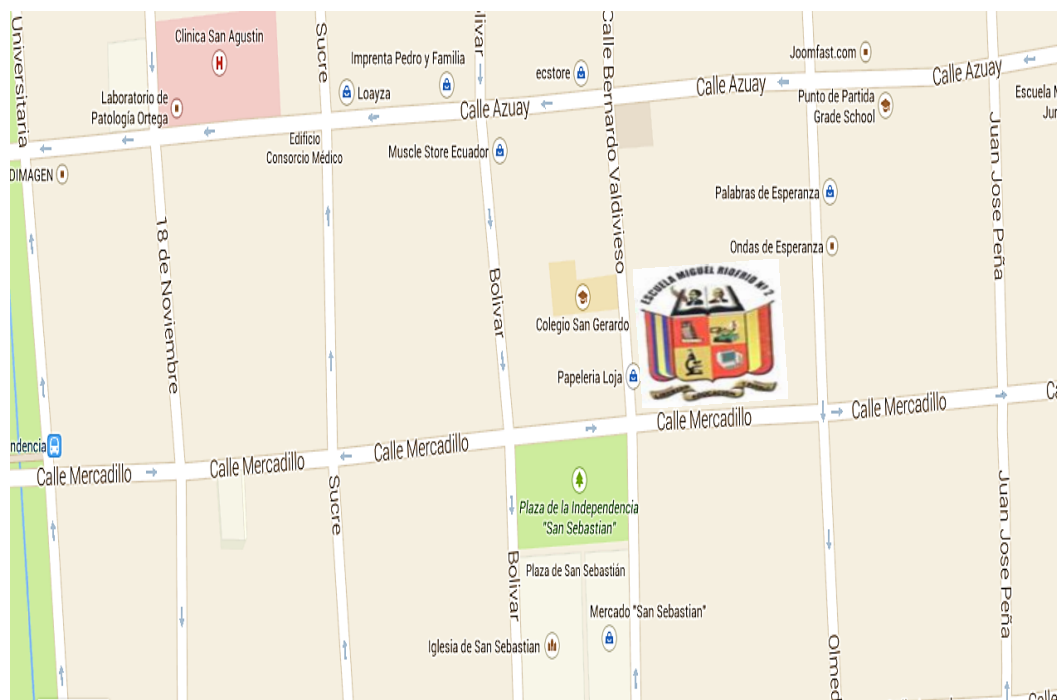 Universitaria
Clinica San Agustin
Sucre
Imprenta Pedro y Familia
Loayza
Calle Bernardo Valdivieso
ecstore
Joomfast.com
Calle Azuay
Calle Azuay
Calle Azuay
Laboratorio de
Patología Ortega
Punto de Partida
Grade School
Escuela
Edificio
Consorcio Médico
Muscle Store Ecuador
DIMAGEN
Juan Jose Peña
Palabras de Esperanza
18 de Noviembre
Ondas de Esperanza
Bolivar
ESCUELA MIGUEL RIOFRIO Nº 2
Colegio San Gerardo
Papeleria Loja
Calle Mercadillo
Calle Mercadillo
Calle Mercadillo
Calle Mercadillo
Calle Mercadillo
ndencia
Sucre
Plaza de la Independencia
"San Sebastian"
Juan Jose Peña
Bolivar
Plaza de San Sebastián
Mercado "San Sebastian"
Iglesia de San Sebastian
Olmed